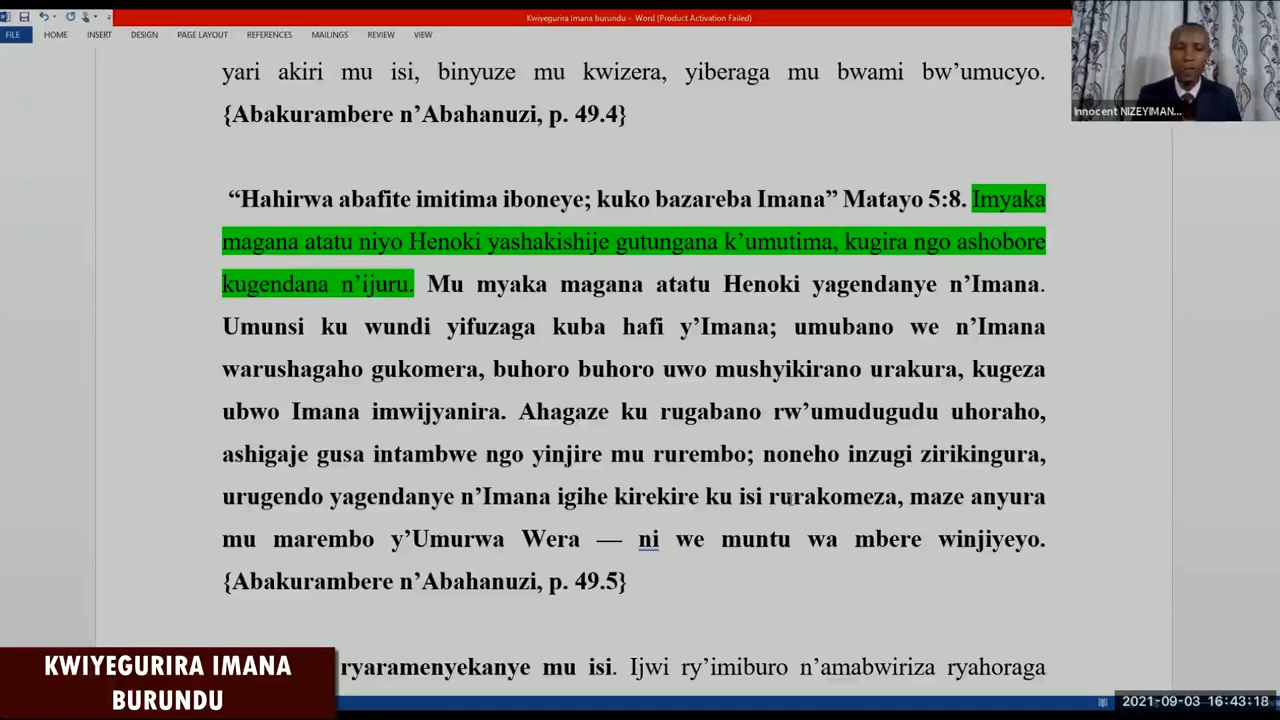 Kwiyegurira Imana burundu - Word (Product Activation Failed)
FILE HOME INSERT DESIGN PAGE LAYOUT REFERENCES MAILINGS REVIEW VIEW
yari akiri mu isi, binyuze mu kwizera, yiberaga mu bwami bw’umucyo.
{Abakurambere n’Abahanuzi, p. 49.4}
Innocent NIZEYIMAN...
“Hahirwa abafite imitima iboneye; kuko bazareba Imana” Matayo 5:8. Imyaka
magana atatu niyo Henoki yashakishije gutungana k’umutima, kugira ngo ashobore
kugendana n’ijuru. Mu myaka magana atatu Henoki yagendanye n’Imana.
Umunsi ku wundi yifuzaga kuba hafi y’Imana; umubano we n’Imana
warushagaho gukomera, buhoro buhoro uwo mushyikirano urakura, kugeza
ubwo Imana imwijyanira. Ahagaze ku rugabano rw’umudugudu uhoraho,
ashigaje gusa intambwe ngo yinjire mu rurembo; noneho inzugi zirikingura,
urugendo yagendanye n’Imana igihe kirekire ku isi rurakomeza, maze anyura
mu marembo y’Umurwa Wera — ni we muntu wa mbere winjiyeyo.
{Abakurambere n’Abahanuzi, p. 49.5}
ryaramenyekanye mu isi. Ijwi ry’imiburo n’amabwiriza ryahoraga
KWIYEGURIRA IMANA
BURUNDU
2021-09-03 16:43:18